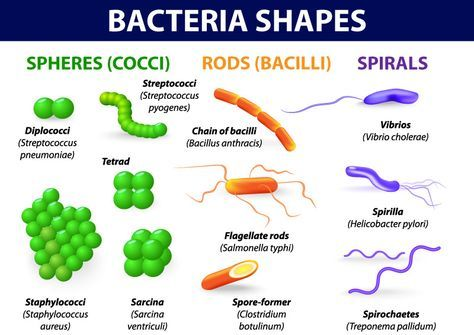 BACTERIA SHAPES
SPHERES (COCCI)
RODS (BACILLI)
SPIRALS
Diplococci
(Streptococcus
pneumoniae)
Streptococci
(Streptococcus
pyogenes)
Tetrad
Staphylococci
(Staphylococcus
aureus)
Sarcina
(Sarcina
ventriculi)
Chain of bacilli
(Bacillus anthracis)
Flagellate rods
(Salmonella typhi)
Spore-former
(Clostridium
botulinum)
Vibrios
(Vibrio cholerae)
Spirilla
(Helicobacter pylori)
Spirochaetes
(Treponema pallidum)